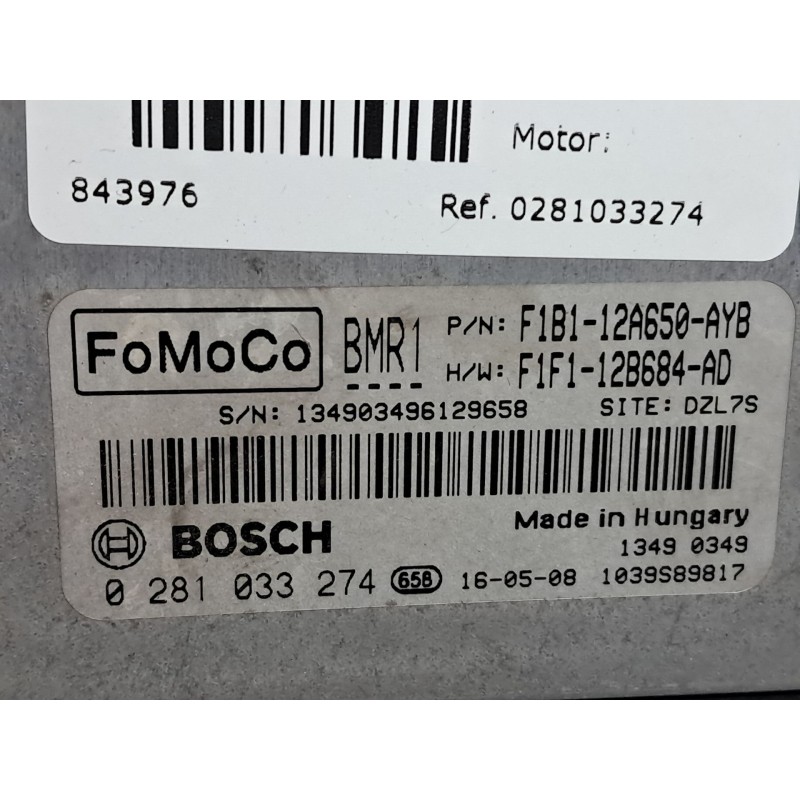 Motor:
843976
Ref. 0281033274
FoMoCo
BMR1
P/N: F1B1-12A650-AYB
H/W: F1F1-12B684-AD
S/N: 134903496129658 SITE: DZL7S
BOSCH
Made in Hungary
1349 0349
0 281 033 274 658 16-05-08 1039S89817